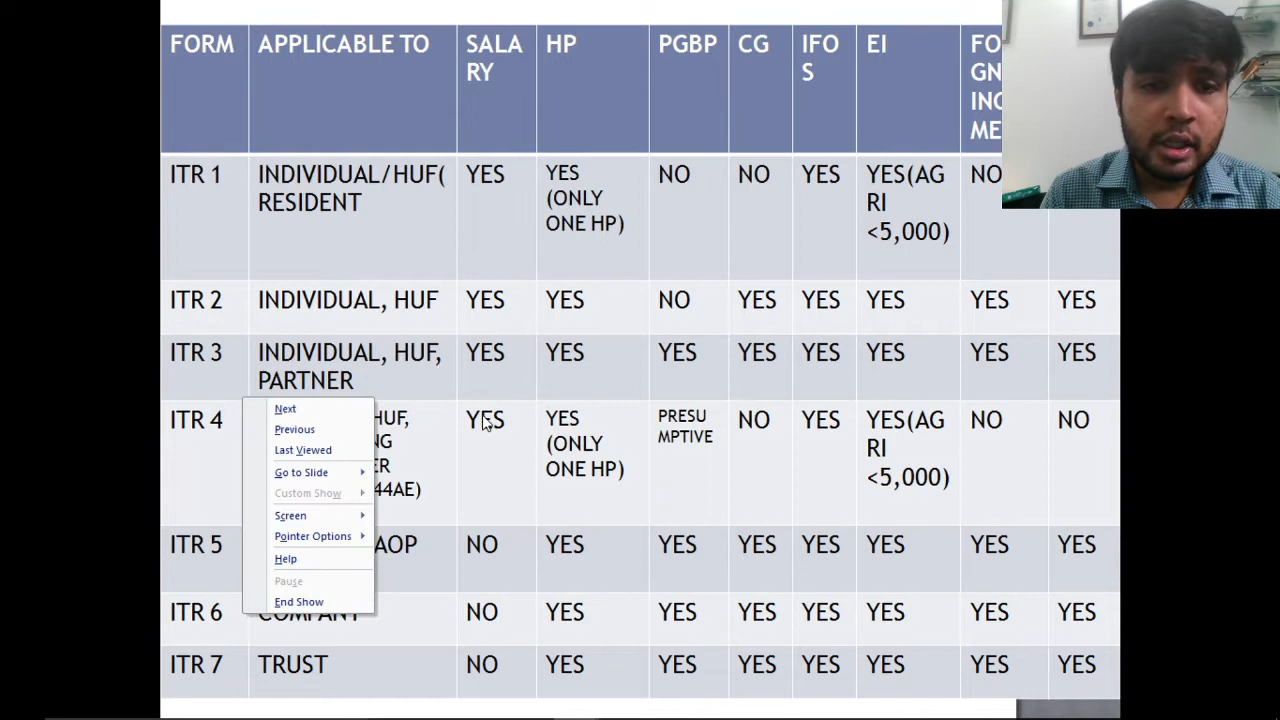 FORM APPLICABLE TO SALA HP PGBP CG IFO EI FO
RY S GN
INC
ME
ITR 1 INDIVIDUAL/HUF( YES YES NO NO YES YES(AG NO
RESIDENT (ONLY RI
ONE HP) <5,000)
ITR 2 INDIVIDUAL, HUF YES YES NO YES YES YES YES YES
ITR 3 INDIVIDUAL, HUF, YES YES YES YES YES YES YES YES
PARTNER
ITR 4 HUF, YES YES PRESU NO YES YES(AG NO NO
NG (ONLY MPTIVE RI
ER ONE HP) <5,000)
44AE)
Next
Previous
Last Viewed
Go to Slide
Custom Show
Screen
Pointer Options
Help
Pause
End Show
ITR 5 AOP NO YES YES YES YES YES YES YES
ITR 6 COMPANY NO YES YES YES YES YES YES YES
ITR 7 TRUST NO YES YES YES YES YES YES YES